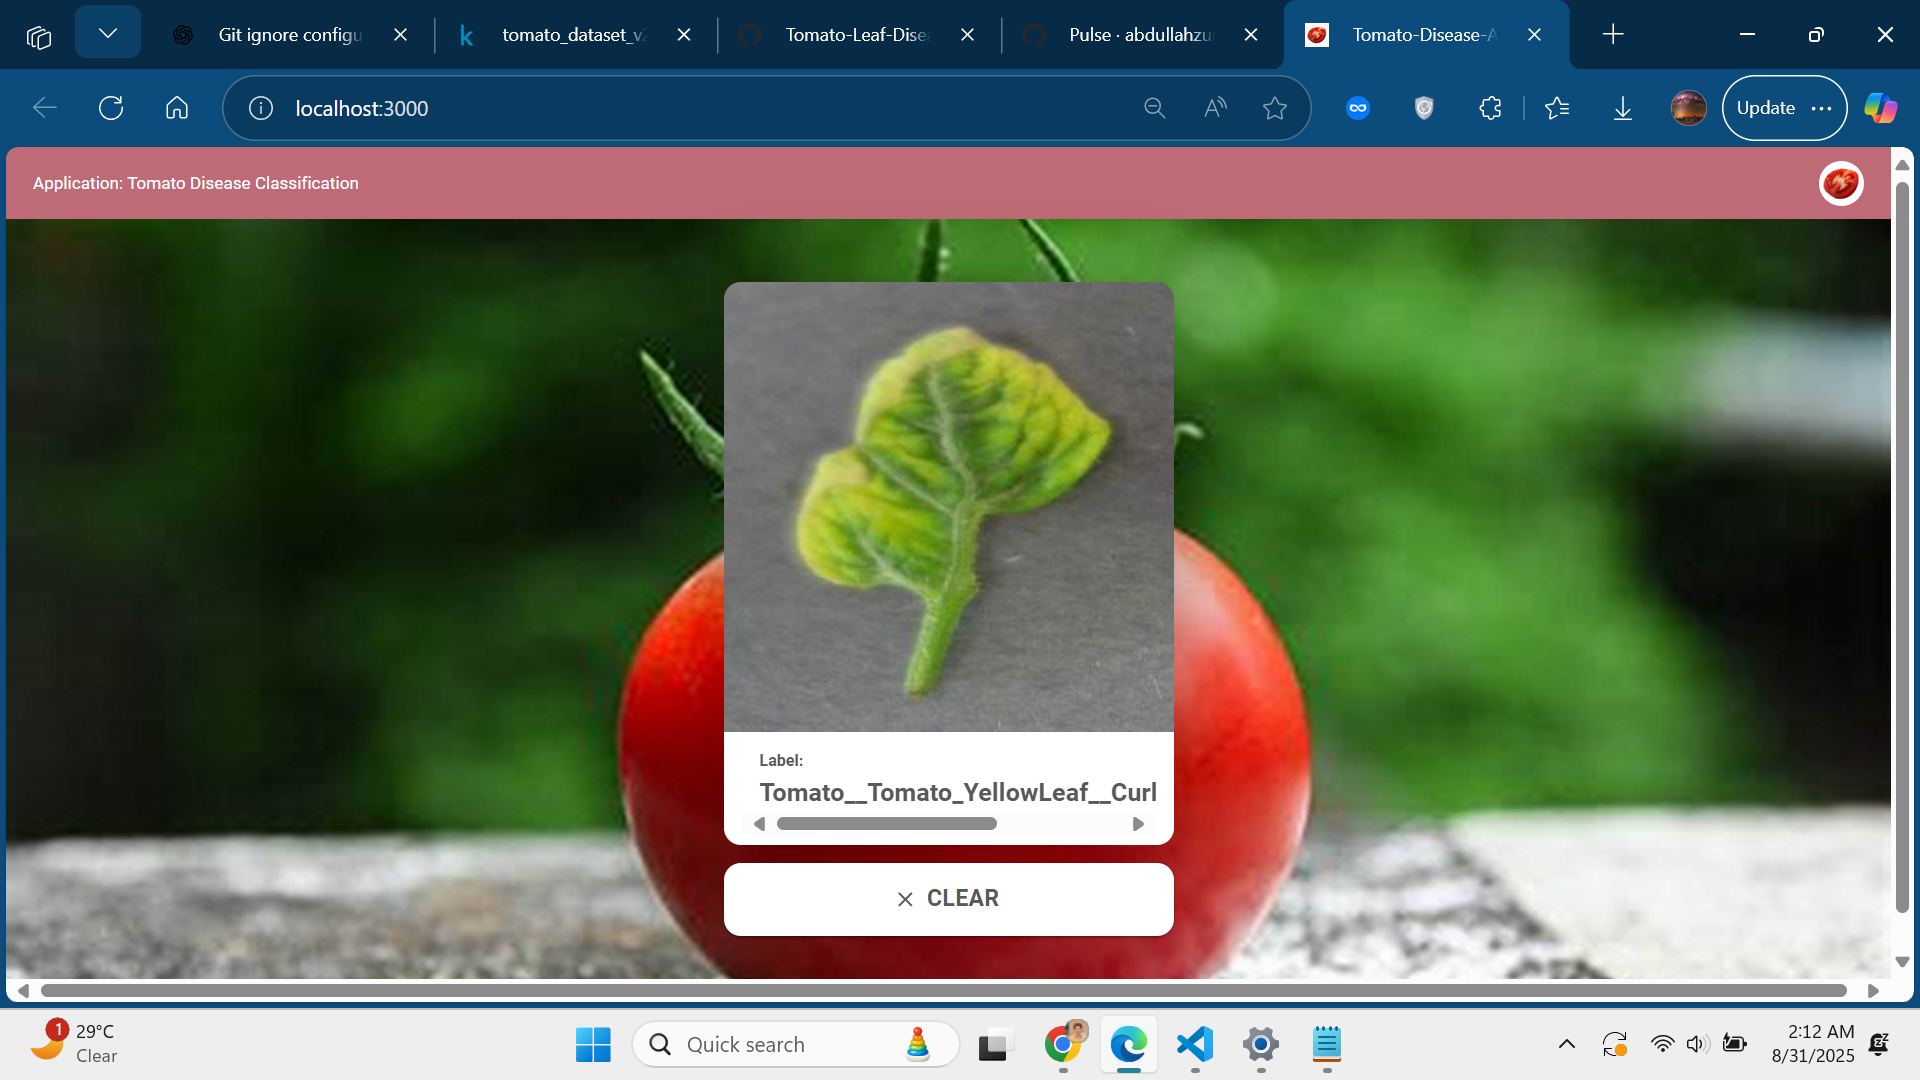 Git ignore configu
tomato_dataset_v
Tomato-Leaf-Dise
Pulse · abdullahzu
Tomato-Disease-A
localhost:3000
Update
Application: Tomato Disease Classification
Label:
Tomato__Tomato_YellowLeaf__Curl
CLEAR
1
29°C
Clear
Quick search
2:12 AM
8/31/2025